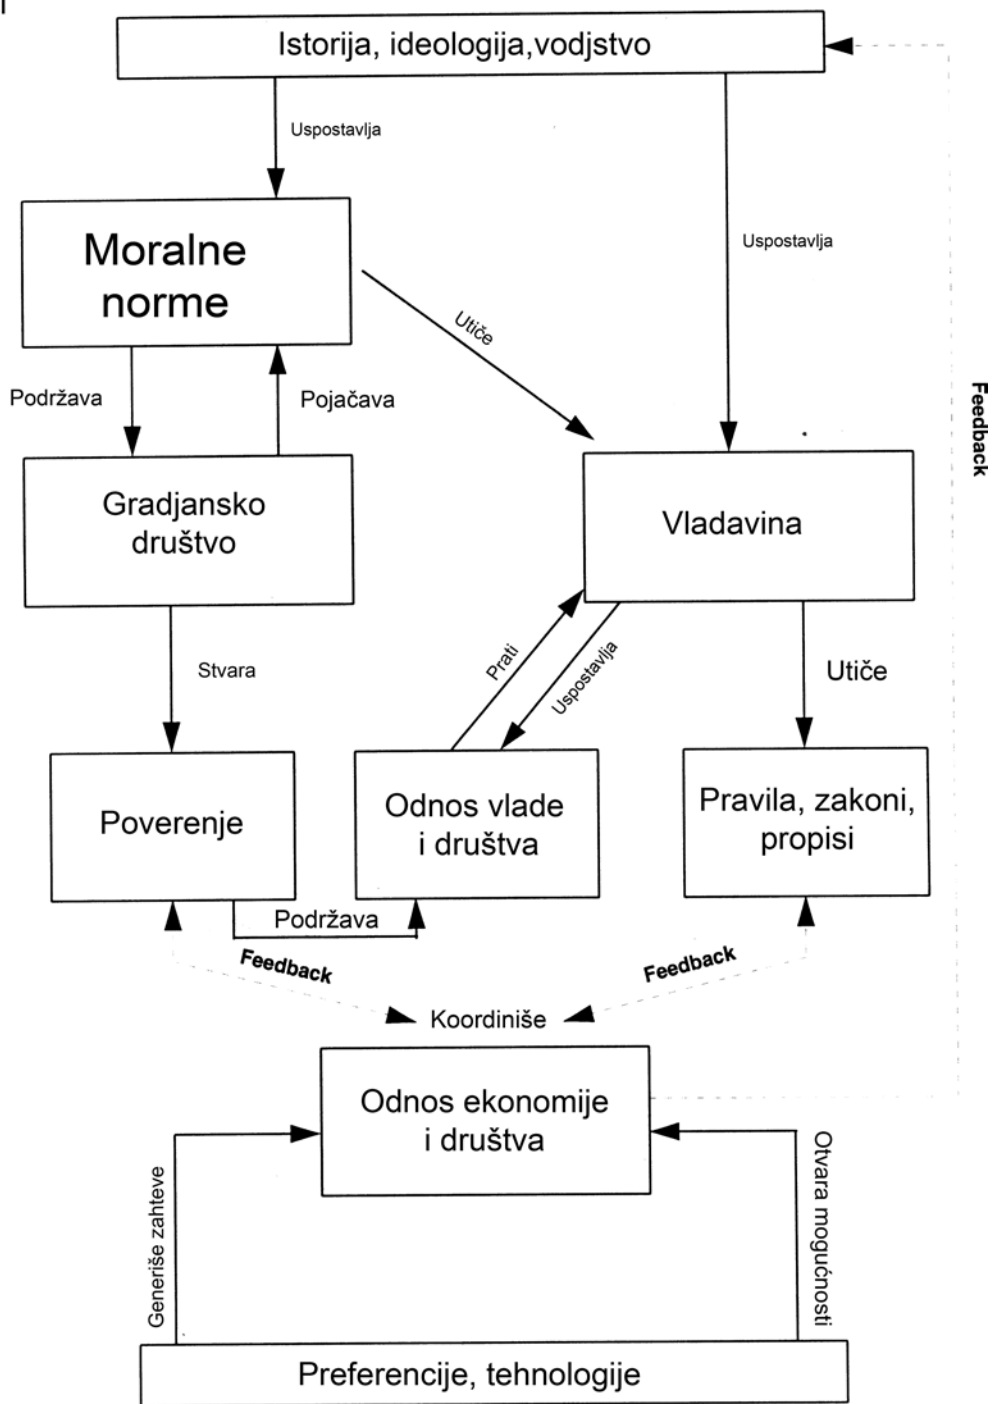 Istorija, ideologija,vodjstvo
Uspostavlja
Uspostavlja
Moralne
norme
Utiče
Podržava
Pojačava
Feedback
Gradjansko
društvo
Vladavina
Stvara
Prati
Uspostavlja
Utiče
Poverenje
Odnos vlade
i društva
Pravila, zakoni,
propisi
Podržava
Feedback
Feedback
Koordiniše
Odnos ekonomije
i društva
Generiše zahteve
Otvara mogućnosti
Preferencije, tehnologije